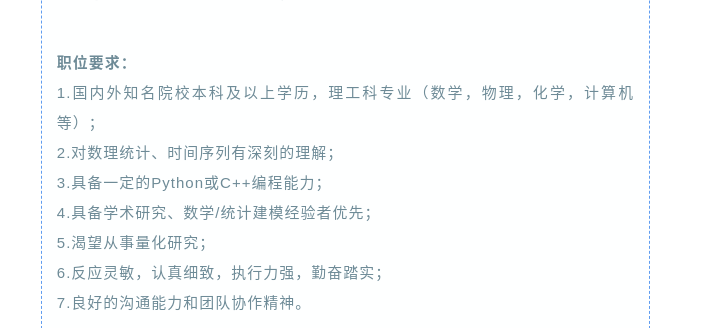 职位要求：
1.国内外知名院校本科及以上学历，理工科专业（数学，物理，化学，计算机
等）；
2.对数理统计、时间序列有深刻的理解；
3.具备一定的Python或C++编程能力；
4.具备学术研究、数学/统计建模经验者优先；
5.渴望从事量化研究；
6.反应灵敏，认真细致，执行力强，勤奋踏实；
7.良好的沟通能力和团队协作精神。